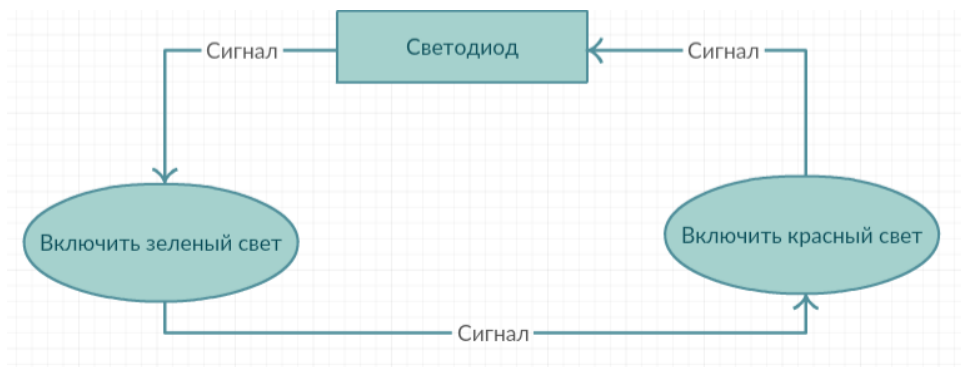 Сигнал
Светодиод
Сигнал
Включить зеленый свет
Включить красный свет
Сигнал